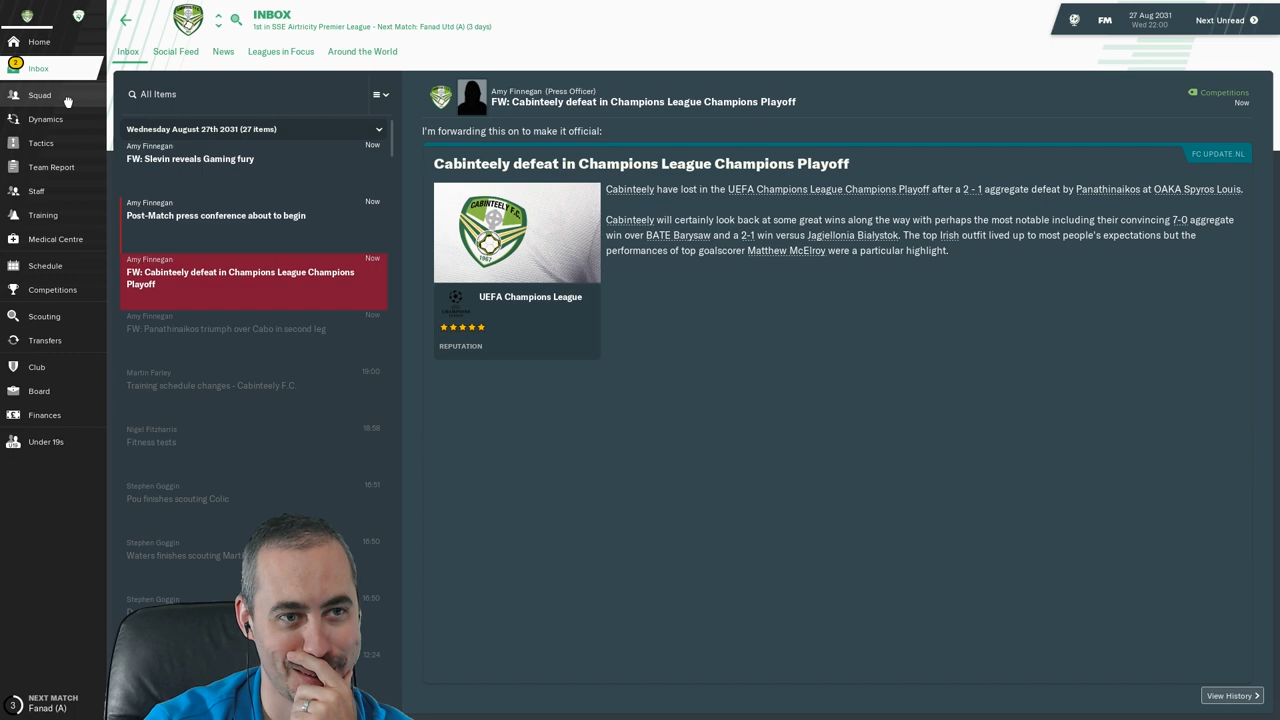 INBOX
1st in SSE Airtricity Premier League - Next Match: Fanad Utd (A) (3 days)
27 Aug 2031
Wed 22:00
FM
Next Unread
Inbox
Social Feed
News
Leagues in Focus
Around the World
Home
2
Inbox
Squad
Dynamics
Tactics
Team Report
Staff
Training
Medical Centre
Schedule
Competitions
Scouting
Transfers
Club
Board
Finances
Under 19s
3
NEXT MATCH
Fanad (A)
All Items
Wednesday August 27th 2031 (27 items)
Amy Finnegan Now
FW: Slevin reveals Gaming fury
Amy Finnegan Now
Post-Match press conference about to begin
Amy Finnegan Now
FW: Cabinteely defeat in Champions League Champions
Playoff
Amy Finnegan Now
FW: Panathinaikos triumph over Cabo in second leg
Martin Farley 19:00
Training schedule changes - Cabinteely F.C.
Nigel Fitzharris 18:58
Fitness tests
Stephen Goggin 16:51
Pou finishes scouting Colic
Stephen Goggin 16:50
Waters finishes scouting
Stephen Goggin 16:50
12:24
Amy Finnegan (Press Officer)
FW: Cabinteely defeat in Champions League Champions Playoff
Competitions
Now
I'm forwarding this on to make it official:
Cabinteely defeat in Champions League Champions Playoff
FC UPDATE.NL
CABINTEELY F.C.
1967
UEFA Champions League
REPUTATION
Cabinteely have lost in the UEFA Champions League Champions Playoff after a 2 - 1 aggregate defeat by Panathinaikos at OAKA Spyros Louis.
Cabinteely will certainly look back at some great wins along the way with perhaps the most notable including their convincing 7-0 aggregate
win over BATE Barysaw and a 2-1 win versus Jagiellonia Bialystok. The top Irish outfit lived up to most people's expectations but the
performances of top goalscorer Matthew McElroy were a particular highlight.
View History